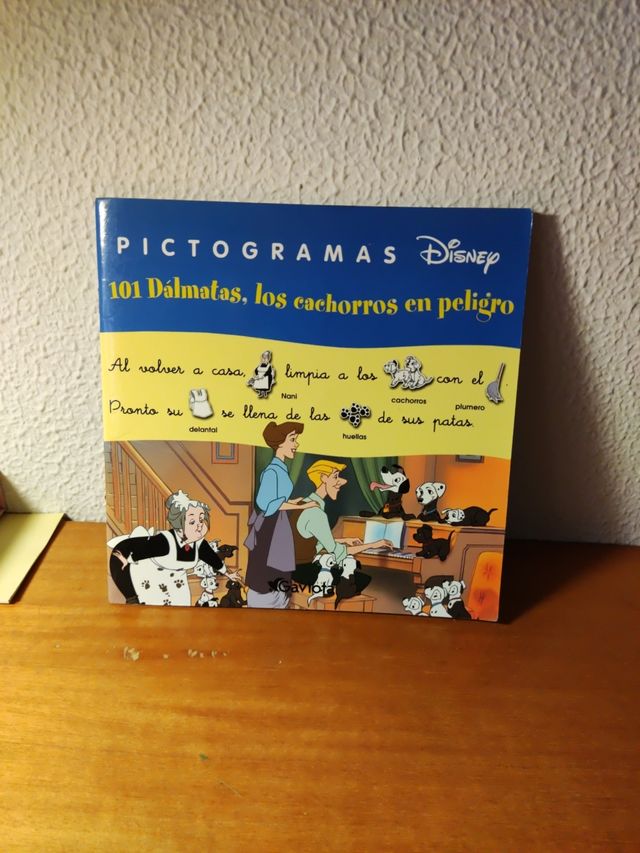 PICTOGRAMAS Disney
101 Dálmatas, los cachorros en peligro
Al volver a casa, limpia a los con el .
Nani cachorros plumero
Pronto su se llena de las de sus patas.
delantal huellas
Gaviota